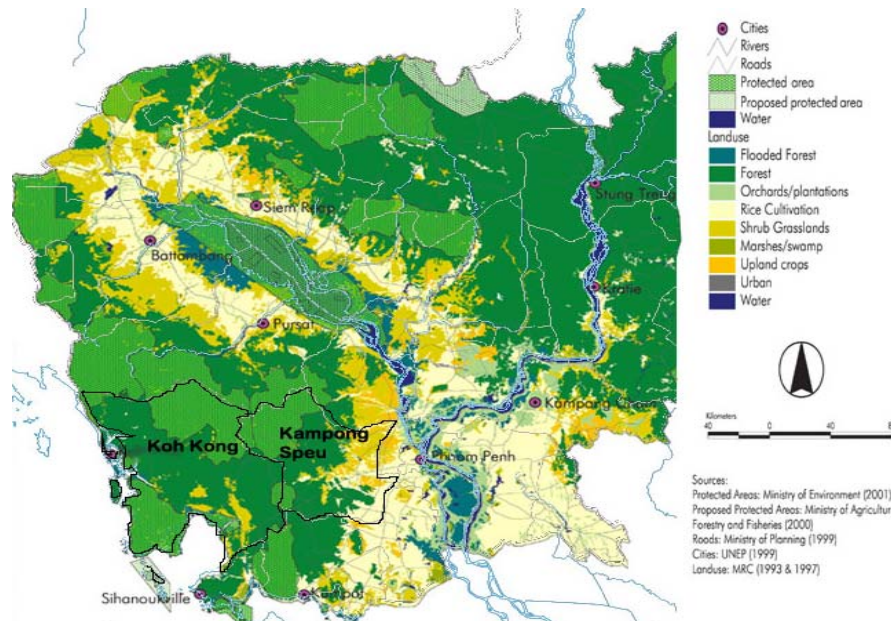 Siem Reap
Battambang
Pursat
Stung Treng
Kratie
Koh Kong
Kampong
Speu
Phnom Penh
Sihanoukville
Kampot
Cities
Rivers
Roads
Protected area
Proposed protected area
Water
Landuse
Flooded Forest
Forest
Orchards/plantations
Rice Cultivation
Shrub Grasslands
Marshes/swamp
Upland crops
Urban
Water
Kilometers
40 0 40
Sources:
Protected Areas: Ministry of Environment (2001)
Proposed Protected Areas: Ministry of Agricultur
Forestry and Fisheries (2000)
Roads: Ministry of Planning (1999)
Cities: UNEP (1999)
Landuse: MRC (1993 & 1997)